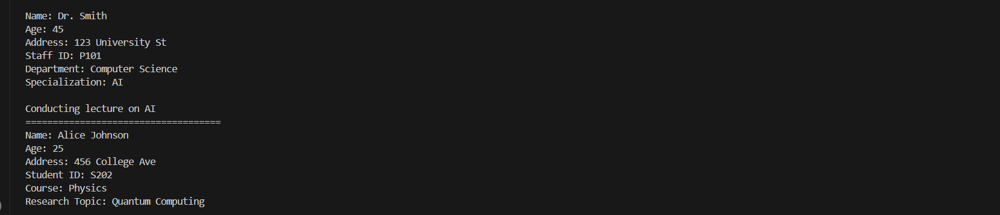 Name: Dr. Smith
Age: 45
Address: 123 University St
Staff ID: P101
Department: Computer Science
Specialization: AI

Conducting lecture on AI
====================================
Name: Alice Johnson
Age: 25
Address: 456 College Ave
Student ID: S202
Course: Physics
Research Topic: Quantum Computing